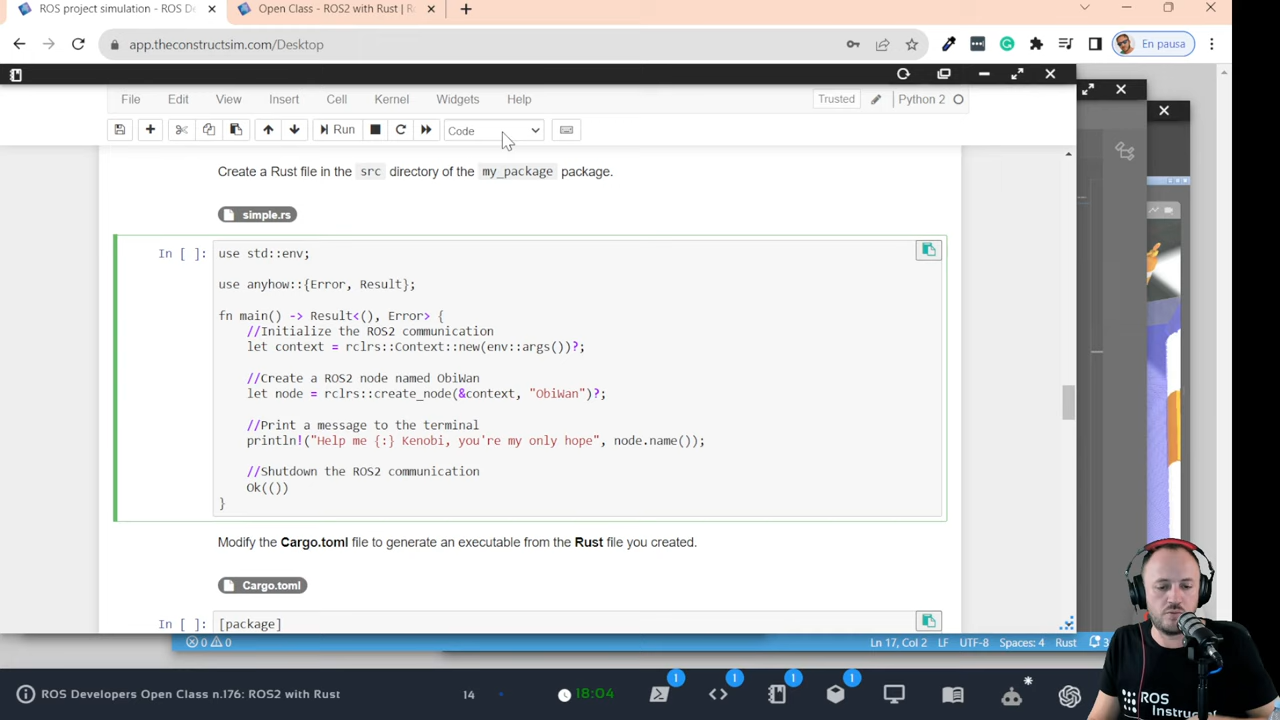 ROS project simulation - ROS De
Open Class - ROS2 with Rust | R
app.theconstructsim.com/Desktop
En pausa
File Edit View Insert Cell Kernel Widgets Help
Trusted Python 2
Run Code
Create a Rust file in the src directory of the my_package package.
simple.rs
In [ ]:
use std::env;
use anyhow::{Error, Result};
fn main() -> Result<(), Error> {
//Initialize the ROS2 communication
let context = rclrs::Context::new(env::args())?;
//Create a ROS2 node named ObiWan
let node = rclrs::create_node(&context, "ObiWan")?;
//Print a message to the terminal
println!("Help me {:} Kenobi, you're my only hope", node.name());
//Shutdown the ROS2 communication
Ok(())
}
Modify the Cargo.toml file to generate an executable from the Rust file you created.
Cargo.toml
In [ ]: [package]
0 0 Ln 17, Col 2 LF UTF-8 Spaces: 4 Rust
ROS Developers Open Class n.176: ROS2 with Rust 14 18:04 1 1 1 1
ROS